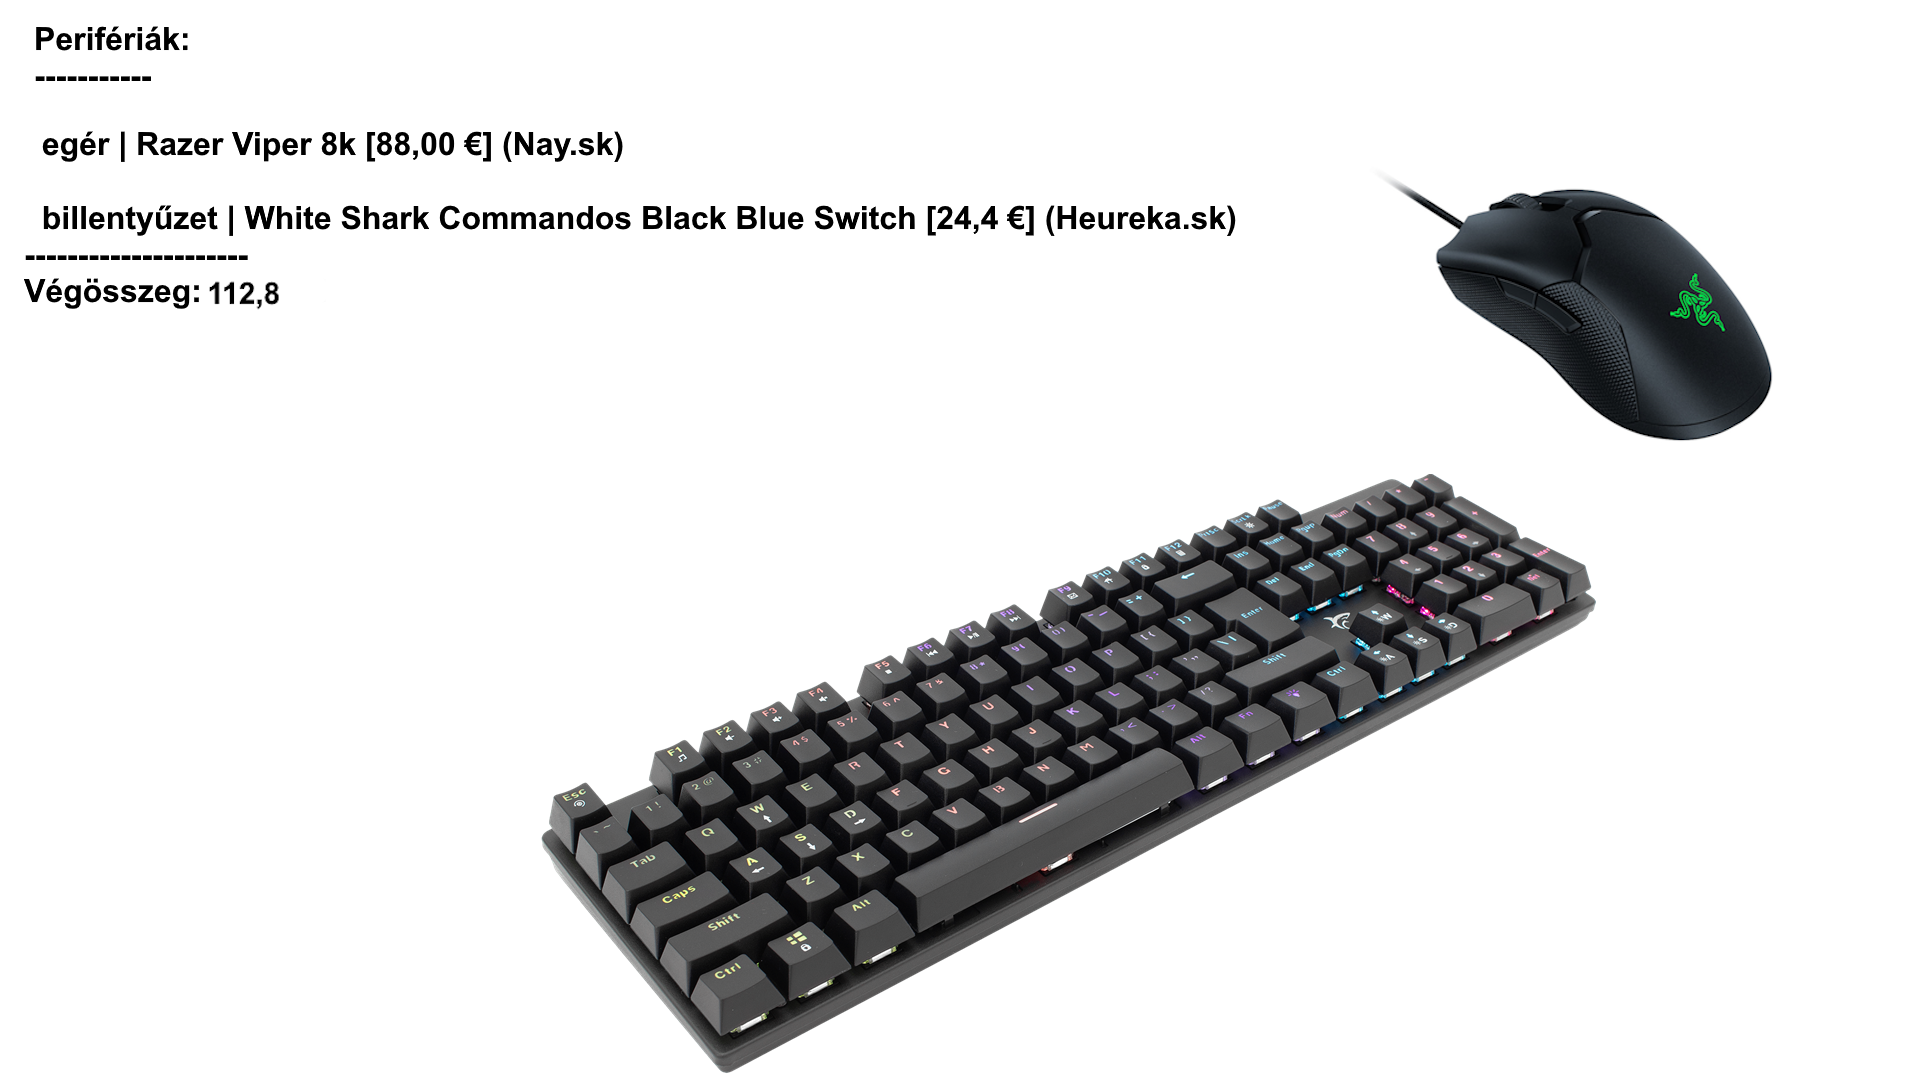 Perifériák:
-----------
egér | Razer Viper 8k [88,00 €] (Nay.sk)
billentyűzet | White Shark Commandos Black Blue Switch [24,4 €] (Heureka.sk)
---------------------
Végösszeg: 112,8